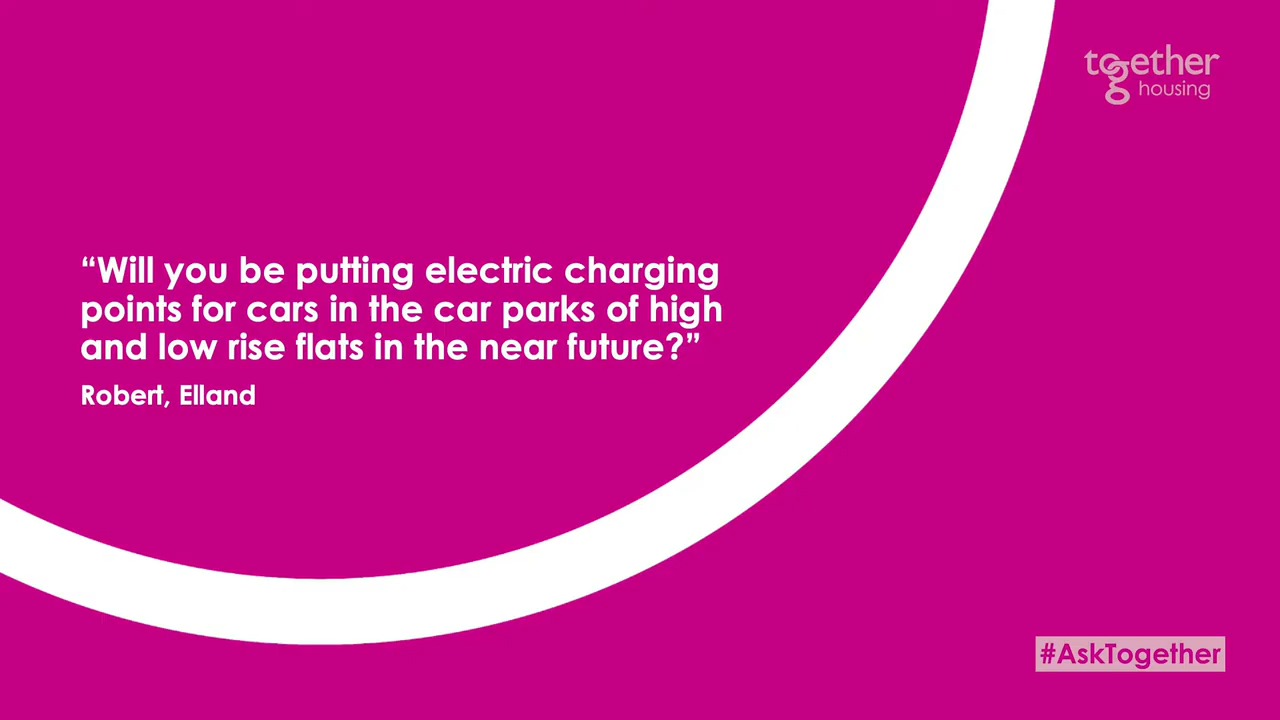 together
housing
“Will you be putting electric charging
points for cars in the car parks of high
and low rise flats in the near future?”
Robert, Elland
#AskTogether